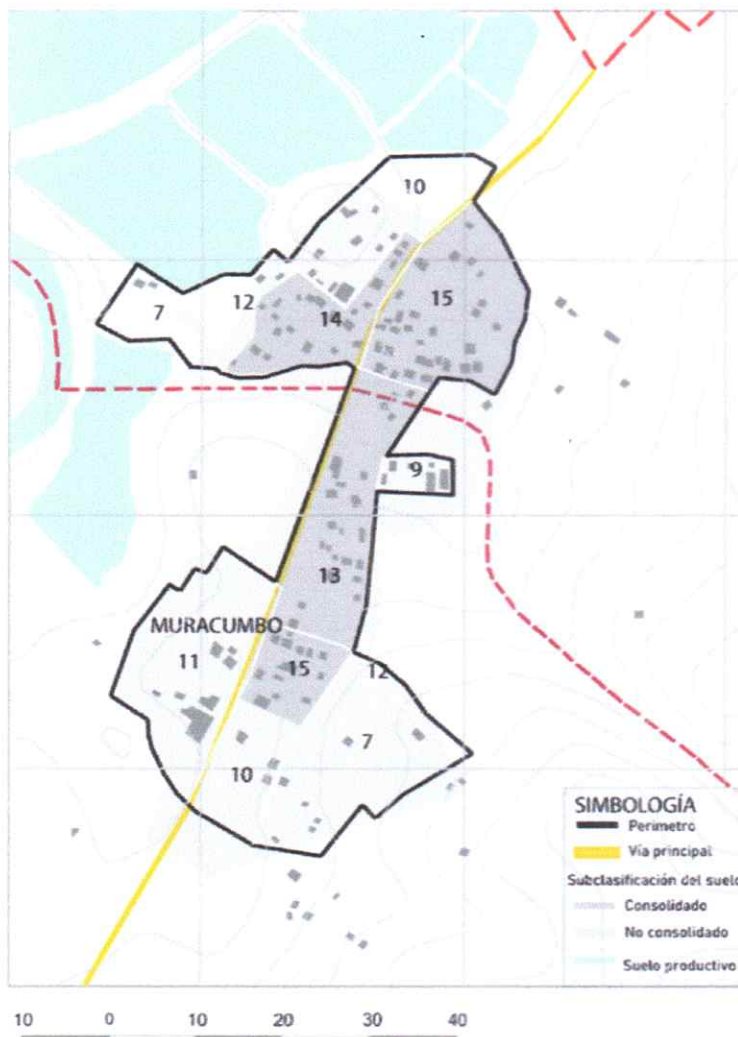 10
15
12
7
14
9
13
MURACUMBO
11
15
12
7
10
SIMBOLOGÍA
Perímetro
Vía principal
Subclasificación del suelo
Consolidado
No consolidado
Suelo productivo
10 0 10 20 30 40